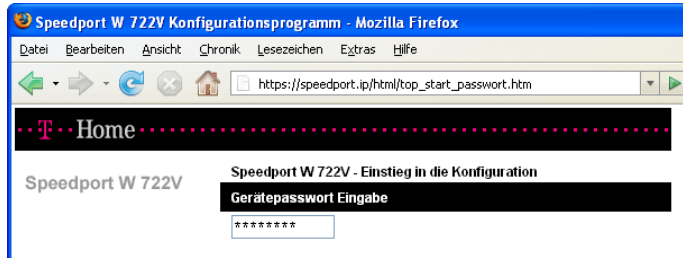 Speedport W 722V Konfigurationsprogramm - Mozilla Firefox
Datei Bearbeiten Ansicht Chronik Lesezeichen Extras Hilfe
https://speedport.ip/html/top_start_passwort.htm
··T··Home
Speedport W 722V
Speedport W 722V - Einstieg in die Konfiguration
Gerätepasswort Eingabe
********